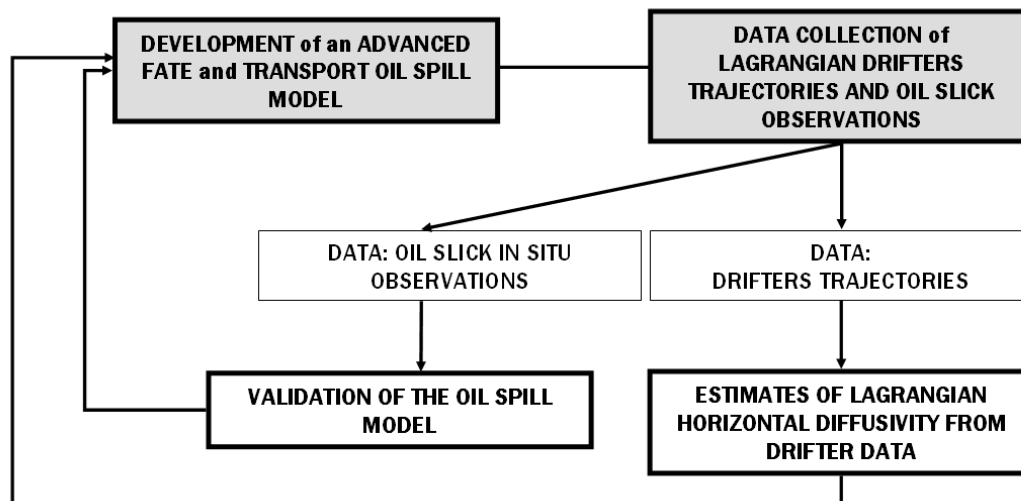 DEVELOPMENT of an ADVANCED
FATE and TRANSPORT OIL SPILL
MODEL
DATA COLLECTION of
LAGRANGIAN DRIFTERS
TRAJECTORIES AND OIL SLICK
OBSERVATIONS
DATA: OIL SLICK IN SITU
OBSERVATIONS
DATA:
DRIFTERS TRAJECTORIES
VALIDATION OF THE OIL SPILL
MODEL
ESTIMATES OF LAGRANGIAN
HORIZONTAL DIFFUSIVITY FROM
DRIFTER DATA